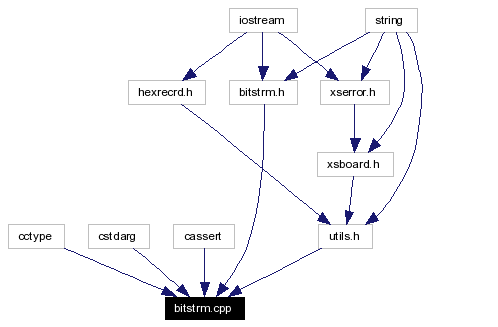 iostream
string
hexrecrd.h
bitstrm.h
xserror.h
xsboard.h
cctype
cstdarg
cassert
utils.h
bitstrm.cpp